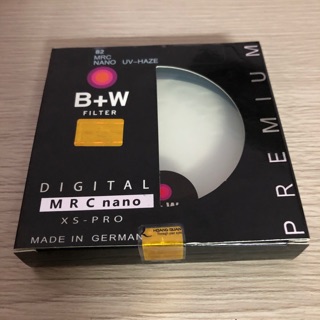 82
MRC
NANO UV-HAZE
B+W
FILTER
DIGITAL
MRC nano
XS-PRO
MADE IN GERMANY
PREMIUM